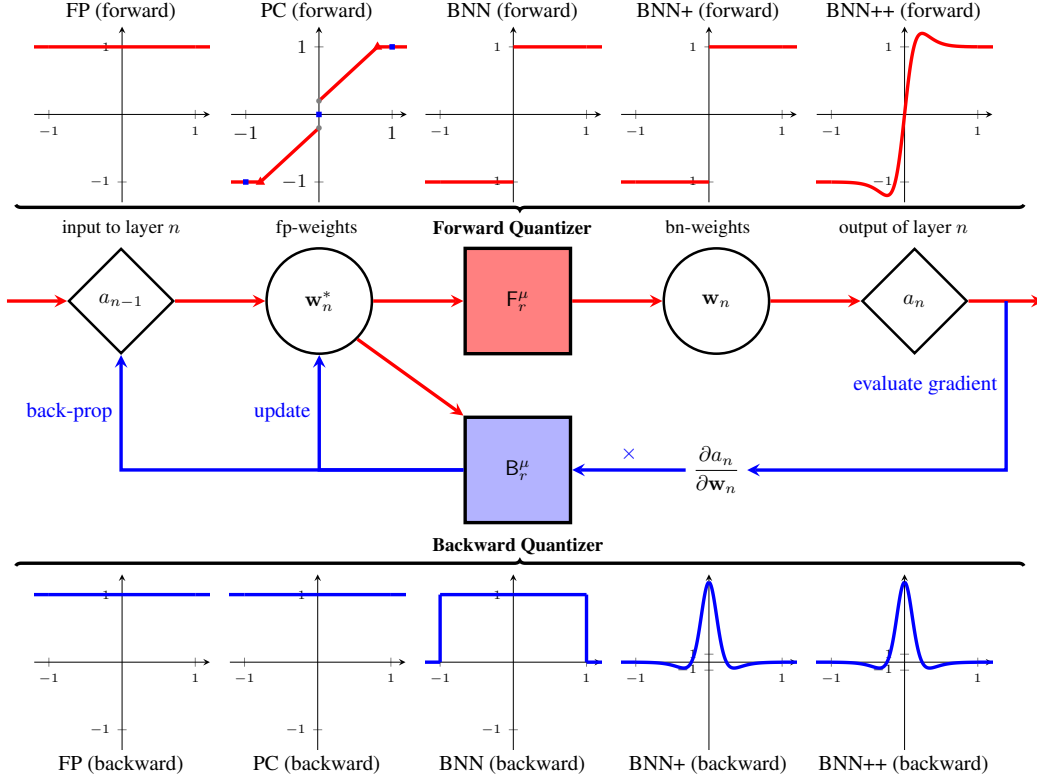 FP (forward) PC (forward) BNN (forward) BNN+ (forward) BNN++ (forward)
1 1 1 1 1
−1 1 −1 1 −1 1 −1 1 −1 1
−1 −1 −1 −1 −1
input to layer n fp-weights Forward Quantizer bn-weights output of layer n
a_{n−1} w*_n F^μ_r w_n a_n
back-prop update evaluate gradient
B^μ_r × ∂a_n
∂w_n
Backward Quantizer
1 1 1
−1 1 −1 1 −1 1 −1 1 1 −1 −1 1 1 −1
−1 −1 −1
FP (backward) PC (backward) BNN (backward) BNN+ (backward) BNN++ (backward)